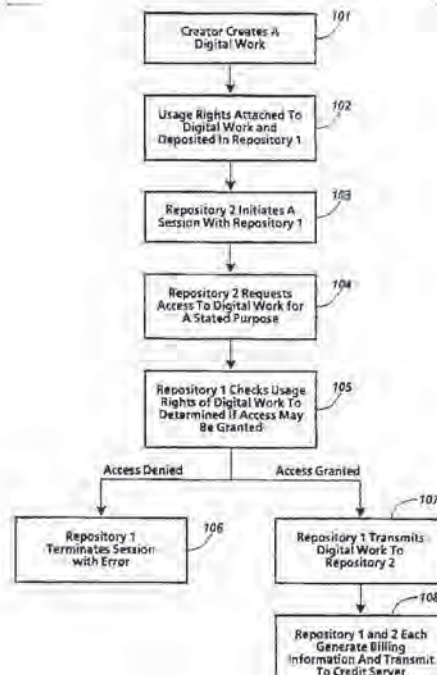 101
Creator Creates A
Digital Work
102
Usage Rights Attached To
Digital Work and
Deposited In Repository 1
103
Repository 2 Initiates A
Session With Repository 1
104
Repository 2 Requests
Access To Digital Work for
A Stated Purpose
105
Repository 1 Checks Usage
Rights of Digital Work To
Determined If Access May
Be Granted
Access Denied
Access Granted
106
Repository 1
Terminates Session
with Error
107
Repository 1 Transmits
Digital Work To
Repository 2
108
Repository 1 and 2 Each
Generate Billing
Information And Transmit
To Credit Server